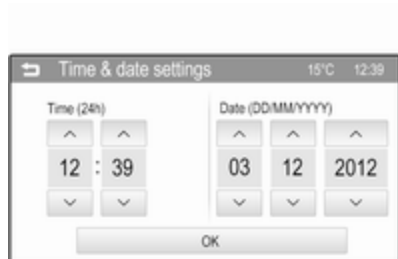 Time & date settings 15°C 12:39
Time (24h) Date (DD/MM/YYYY)
12 : 39 03 12 2012
OK